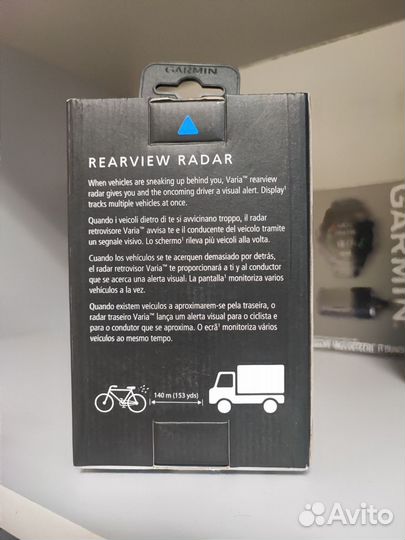 GARMIN
REARVIEW RADAR
When vehicles are sneaking up behind you, Varia™ rearview
radar gives you and the oncoming driver a visual alert. Display¹
tracks multiple vehicles at once.
Quando i veicoli dietro di te si avvicinano troppo, il radar
retrovisore Varia™ avvisa te e il conducente del veicolo tramite
un segnale visivo. Lo schermo¹ rileva più veicoli alla volta.
Cuando los vehículos se te acerquen demasiado por detrás,
el radar retrovisor Varia™ te proporcionará a ti y al conductor
que se acerca una alerta visual. La pantalla¹ monitoriza varios
vehículos a la vez.
Quando existem veículos a aproximarem-se pela traseira, o
radar traseiro Varia™ lança um alerta visual para o ciclista e
para o condutor que se aproxima. O ecrã¹ monitoriza vários
veículos ao mesmo tempo.
140 m (153 yds)
GARMIN
Avito